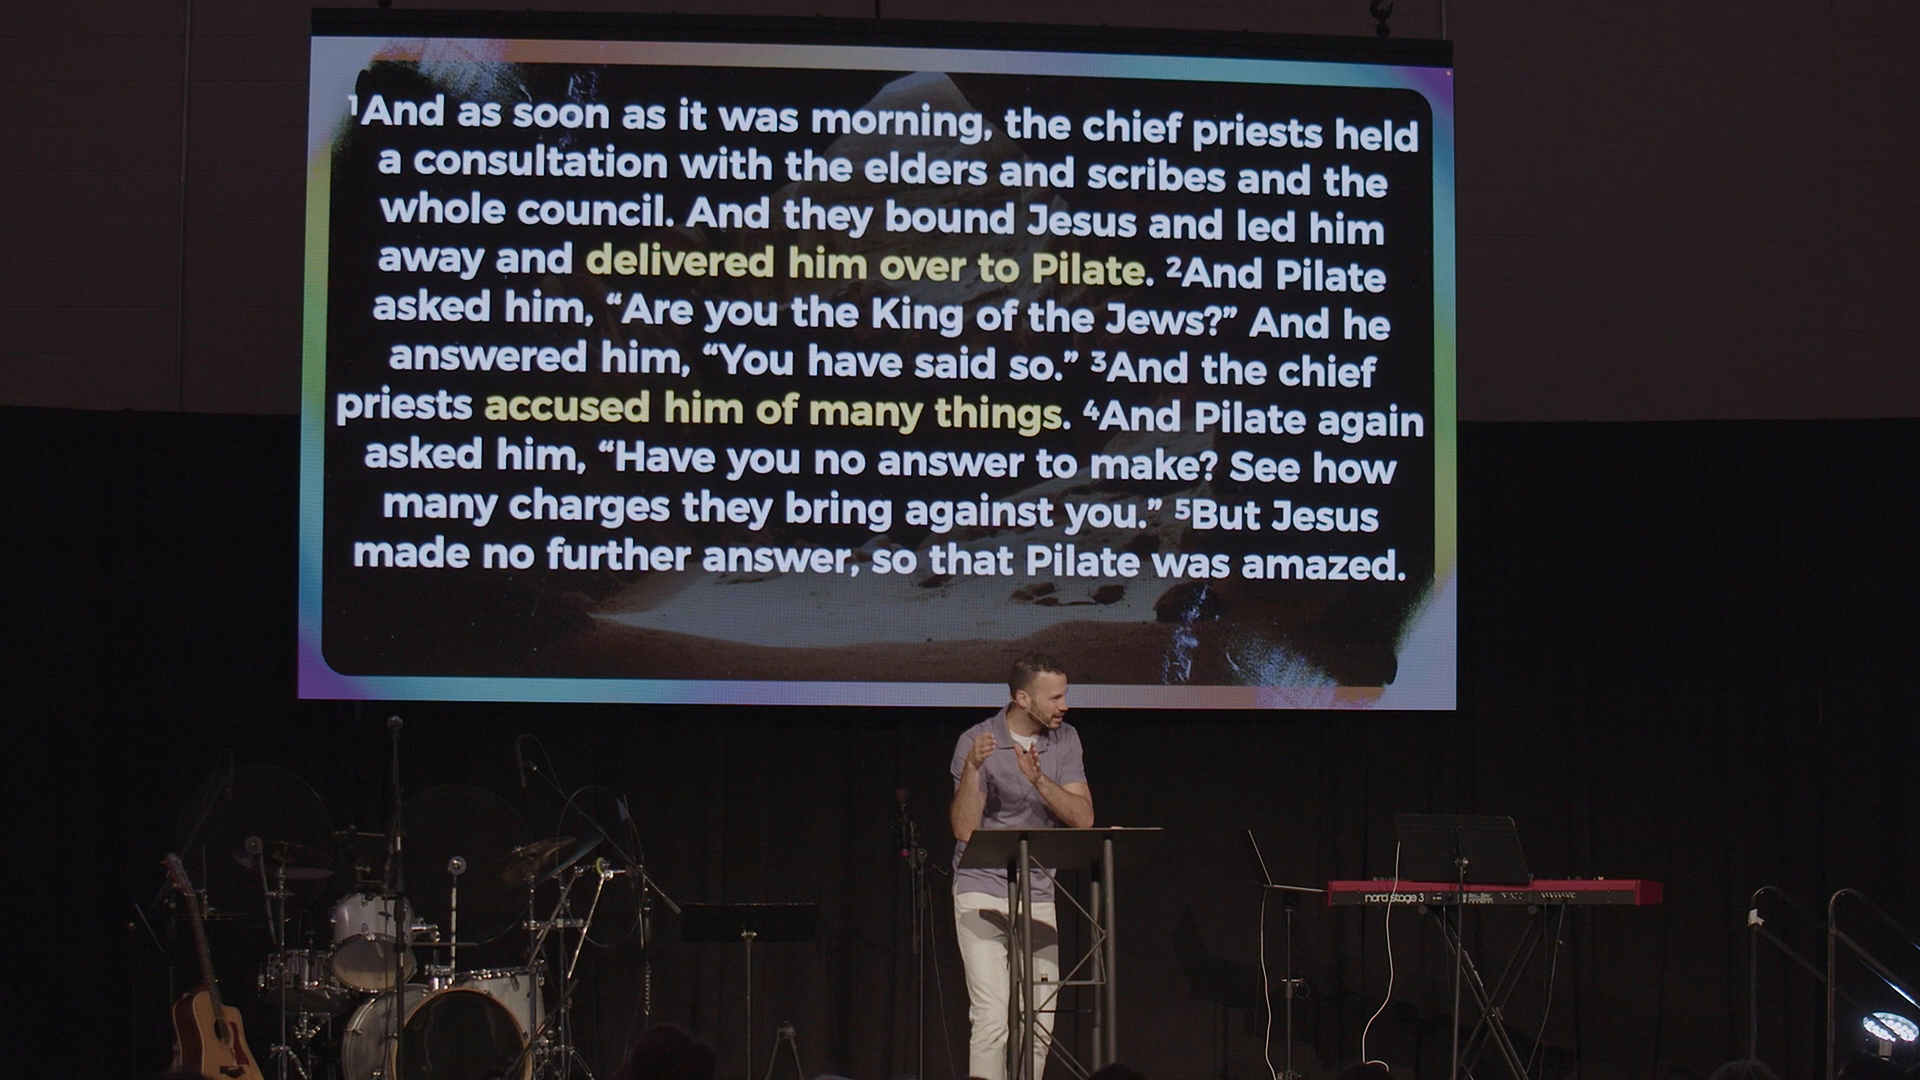 ¹And as soon as it was morning, the chief priests held
a consultation with the elders and scribes and the
whole council. And they bound Jesus and led him
away and delivered him over to Pilate. ²And Pilate
asked him, “Are you the King of the Jews?” And he
answered him, “You have said so.” ³And the chief
priests accused him of many things. ⁴And Pilate again
asked him, “Have you no answer to make? See how
many charges they bring against you.” ⁵But Jesus
made no further answer, so that Pilate was amazed.
nord stage 3